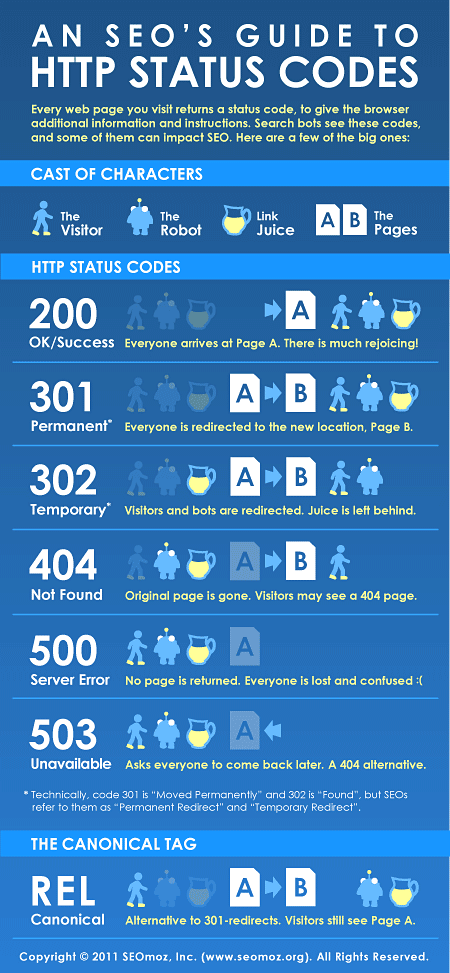 AN SEO'S GUIDE TO
HTTP STATUS CODES
Every web page you visit returns a status code, to give the browser
additional information and instructions. Search bots see these codes,
and some of them can impact SEO. Here are a few of the big ones:
CAST OF CHARACTERS
The
Visitor
The
Robot
Link
Juice
A B
The
Pages
HTTP STATUS CODES
200
OK/Success
A
Everyone arrives at Page A. There is much rejoicing!
301
Permanent*
A B
Everyone is redirected to the new location, Page B.
302
Temporary*
A B
Visitors and bots are redirected. Juice is left behind.
404
Not Found
A B
Original page is gone. Visitors may see a 404 page.
500
Server Error
A
No page is returned. Everyone is lost and confused :(
503
Unavailable
A
Asks everyone to come back later. A 404 alternative.
* Technically, code 301 is “Moved Permanently” and 302 is “Found”, but SEOs
refer to them as “Permanent Redirect” and “Temporary Redirect”.
THE CANONICAL TAG
REL
Canonical
A B
Alternative to 301-redirects. Visitors still see Page A.
Copyright © 2011 SEOmoz, Inc. (www.seomoz.org). All Rights Reserved.